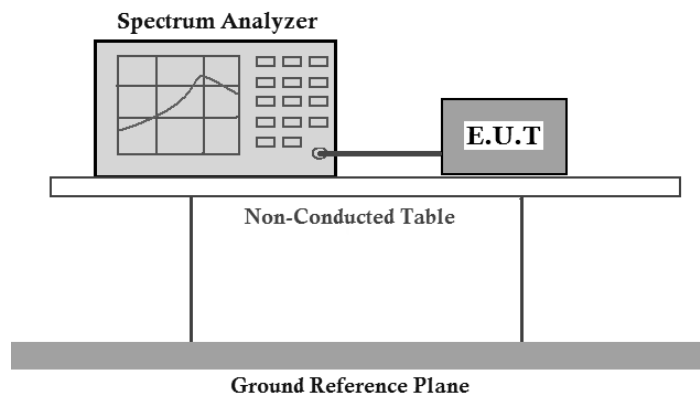 Spectrum Analyzer
E.U.T
Non-Conducted Table
Ground Reference Plane